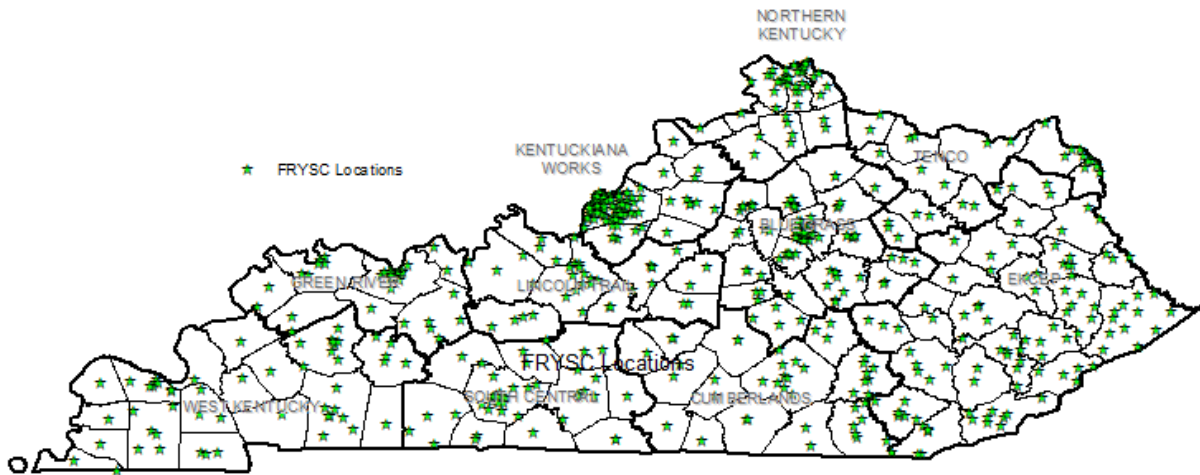 NORTHERN
KENTUCKY
KENTUCKIANA
WORKS
TENCO
FRYSC Locations
BLUEGRASS
EKCEP
GREEN RIVER
LINCOLN TRAIL
FRYSC Locations
SOUTH CENTRAL
CUMBERLANDS
WEST KENTUCKY